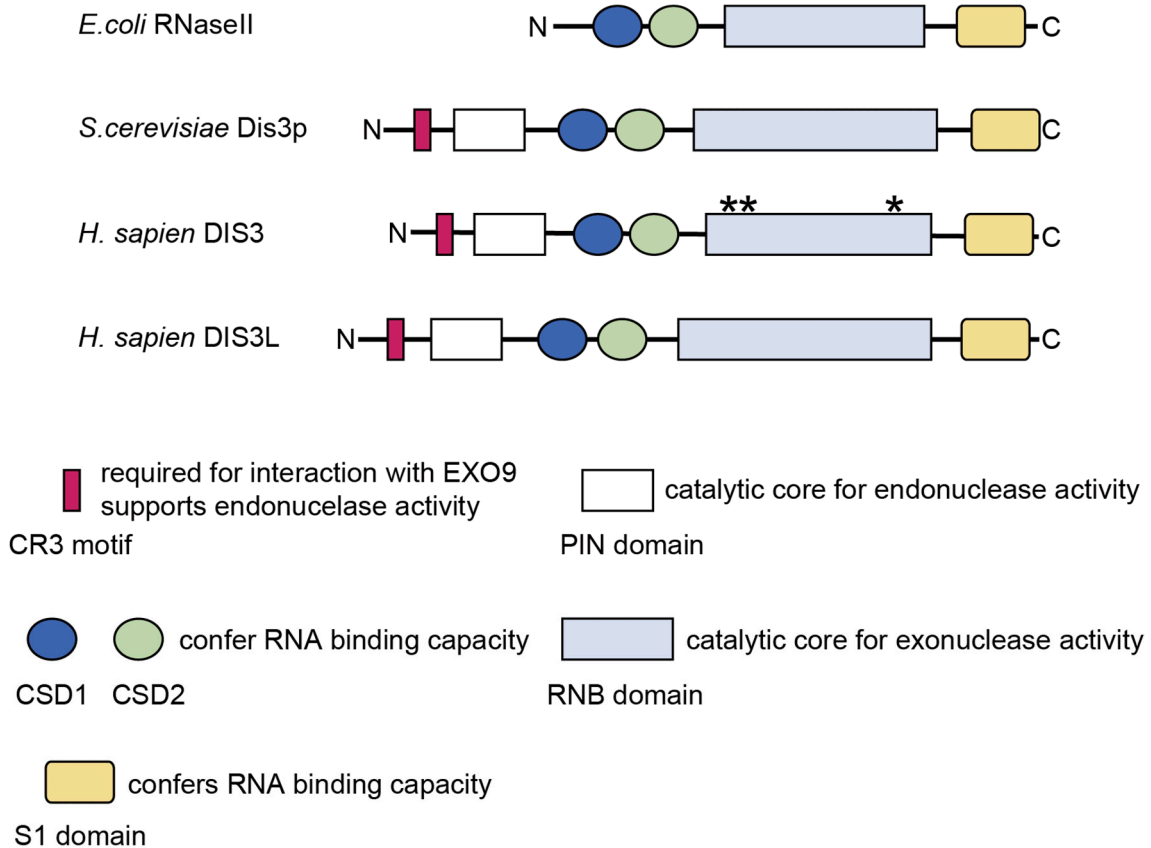 E.coli RNaseII N C
S.cerevisiae Dis3p N C
** *
H. sapien DIS3 N C
H. sapien DIS3L N C
required for interaction with EXO9
supports endonucelase activity
CR3 motif
catalytic core for endonuclease activity
PIN domain
confer RNA binding capacity
CSD1 CSD2
catalytic core for exonuclease activity
RNB domain
confers RNA binding capacity
S1 domain